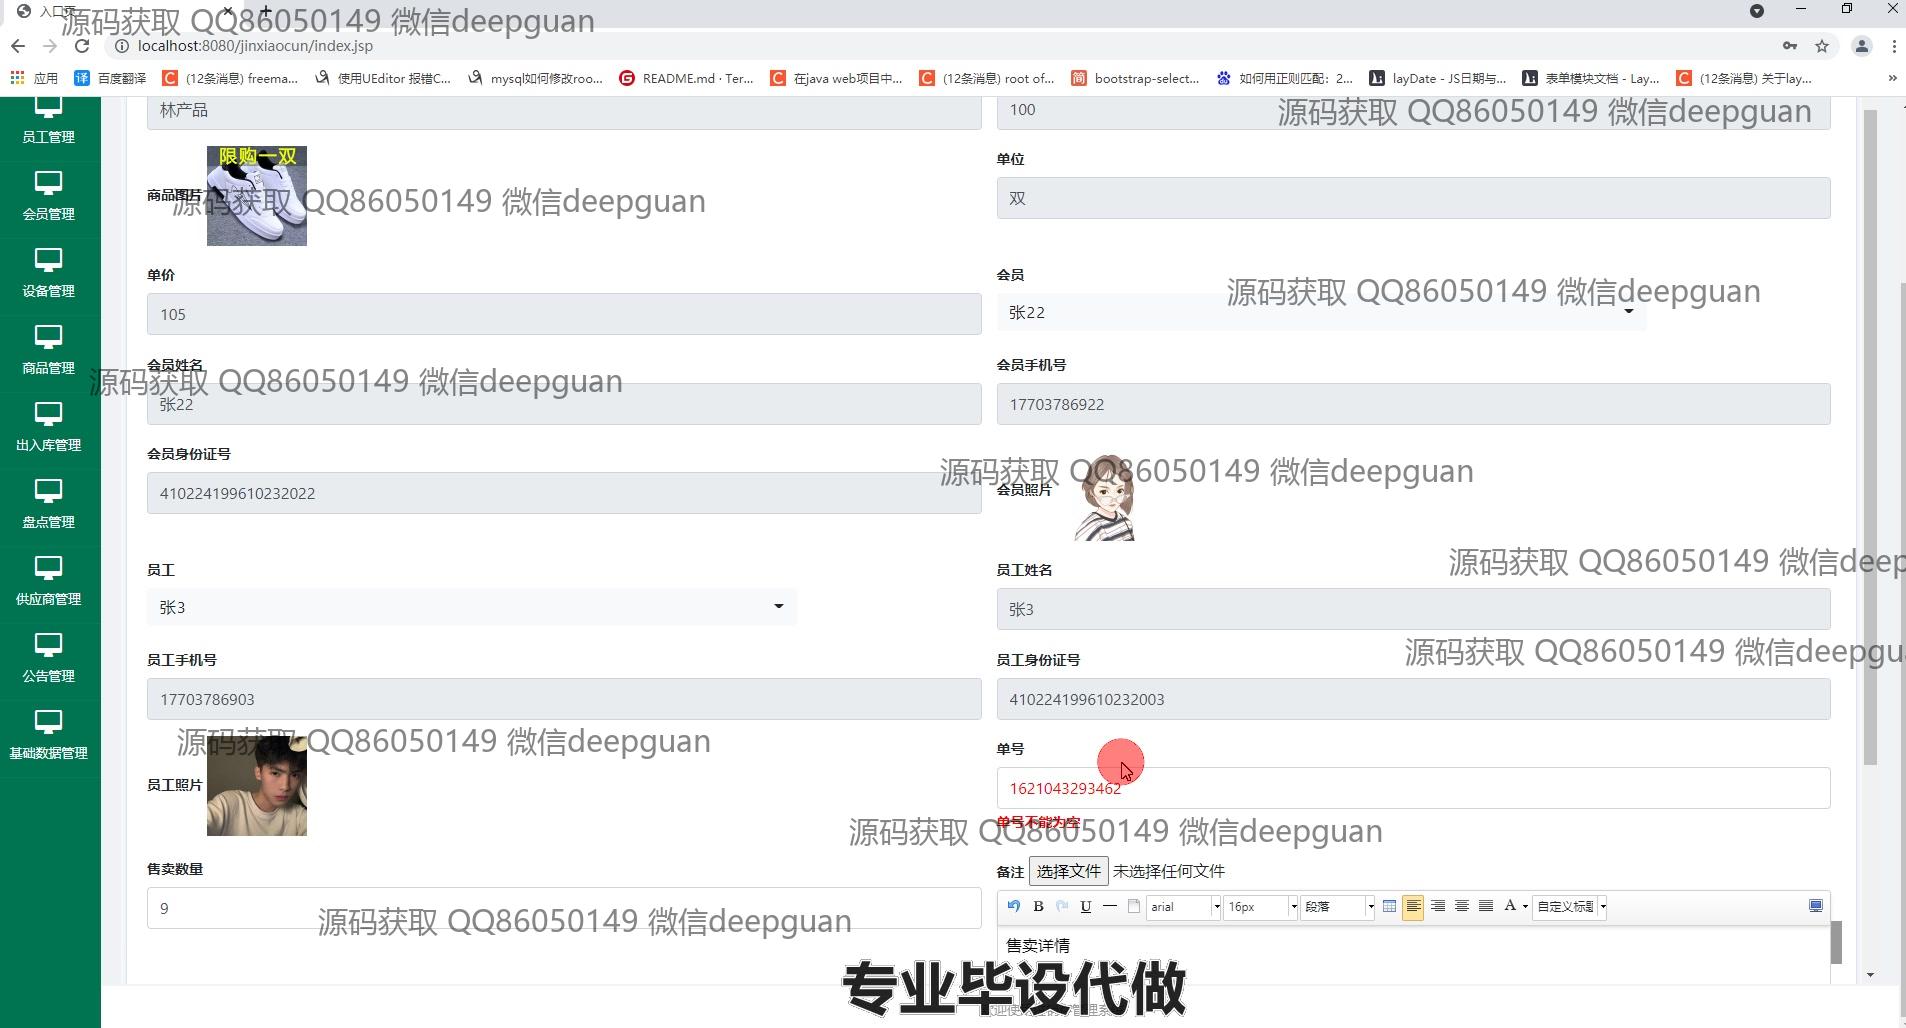 入口页
源码获取 QQ86050149 微信deepguan
localhost:8080/jinxiaocun/index.jsp
应用
译
百度翻译
(12条消息) freema...
使用UEditor 报错C...
mysql如何修改roo...
README.md · Ter...
在java web项目中...
(12条消息) root of...
简
bootstrap-select...
如何用正则匹配：2...
layDate - JS日期与...
表单模块文档 - Lay...
(12条消息) 关于lay...
员工管理
会员管理
设备管理
商品管理
出入库管理
盘点管理
供应商管理
公告管理
基础数据管理
林产品
100
源码获取 QQ86050149 微信deepguan
商品图片
限购一双
源码获取 QQ86050149 微信deepguan
单位
双
单价
105
会员
张22
源码获取 QQ86050149 微信deepguan
会员姓名
张22
源码获取 QQ86050149 微信deepguan
会员手机号
17703786922
会员身份证号
410224199610232022
会员照片
源码获取 QQ86050149 微信deepguan
员工
张3
员工姓名
张3
源码获取 QQ86050149 微信deep
员工手机号
17703786903
员工身份证号
410224199610232003
源码获取 QQ86050149 微信deepgu
源码获取 QQ86050149 微信deepguan
员工照片
单号
1621043293462
单号不能为空
源码获取 QQ86050149 微信deepguan
售卖数量
9
源码获取 QQ86050149 微信deepguan
备注 选择文件 未选择任何文件
B U arial 16px 段落 A 自定义标题
售卖详情
专业毕设代做